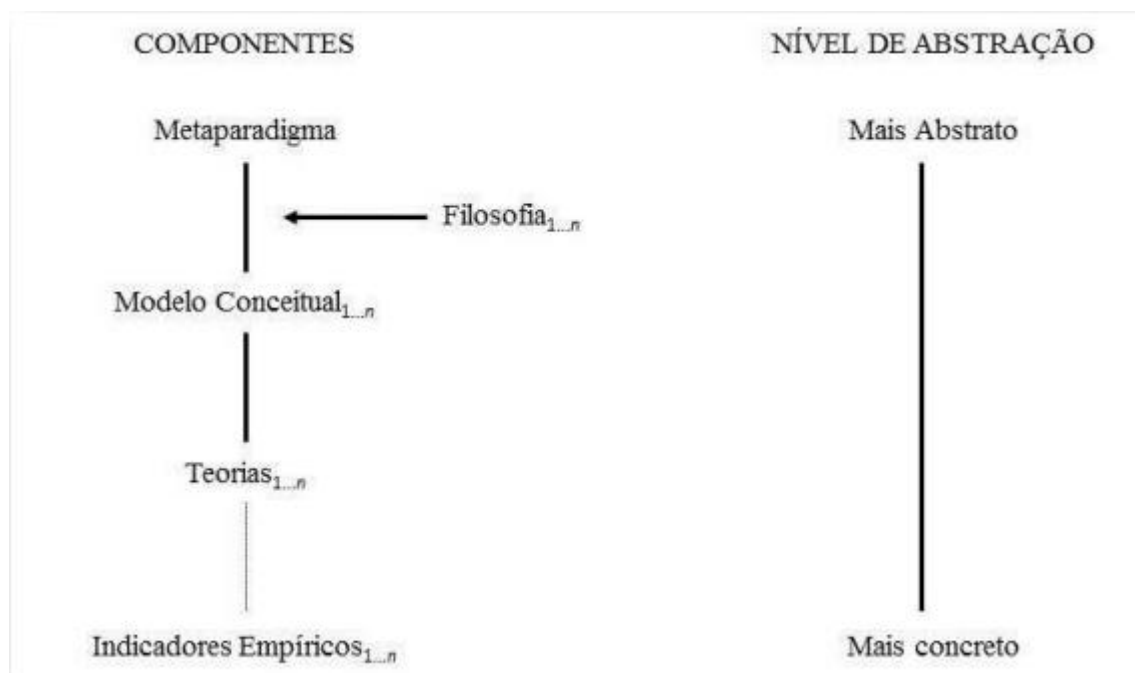 COMPONENTES
NÍVEL DE ABSTRAÇÃO
Metaparadigma
Mais Abstrato
Filosofia1...n
Modelo Conceitual1...n
Teorias1...n
Indicadores Empíricos1...n
Mais concreto